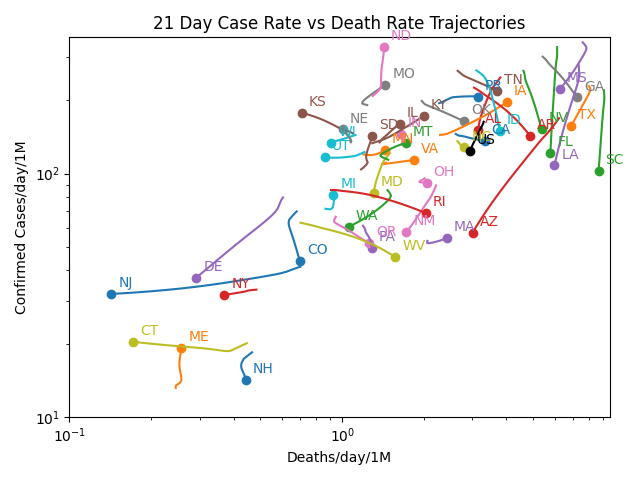 21 Day Case Rate vs Death Rate Trajectories
Confirmed Cases/day/1M
10²
10¹
10⁻¹
10⁰
Deaths/day/1M
ND
MO
TN
PR
IA
MS
GA
KS
IL
KY
OK
AL
ID
NV
AR
TX
NE
SD
MT
CA
US
FL
UT
VA
LA
SC
OH
MI
MD
RI
WA
NM
AZ
OR
PA
MA
WV
CO
DE
NJ
NY
CT
ME
NH